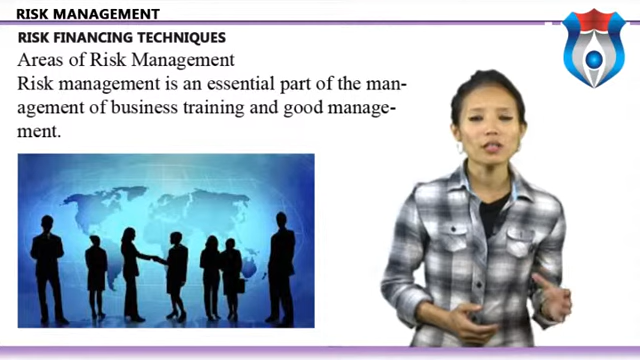 RISK MANAGEMENT
RISK FINANCING TECHNIQUES
Areas of Risk Management
Risk management is an essential part of the man-
agement of business training and good manage-
ment.